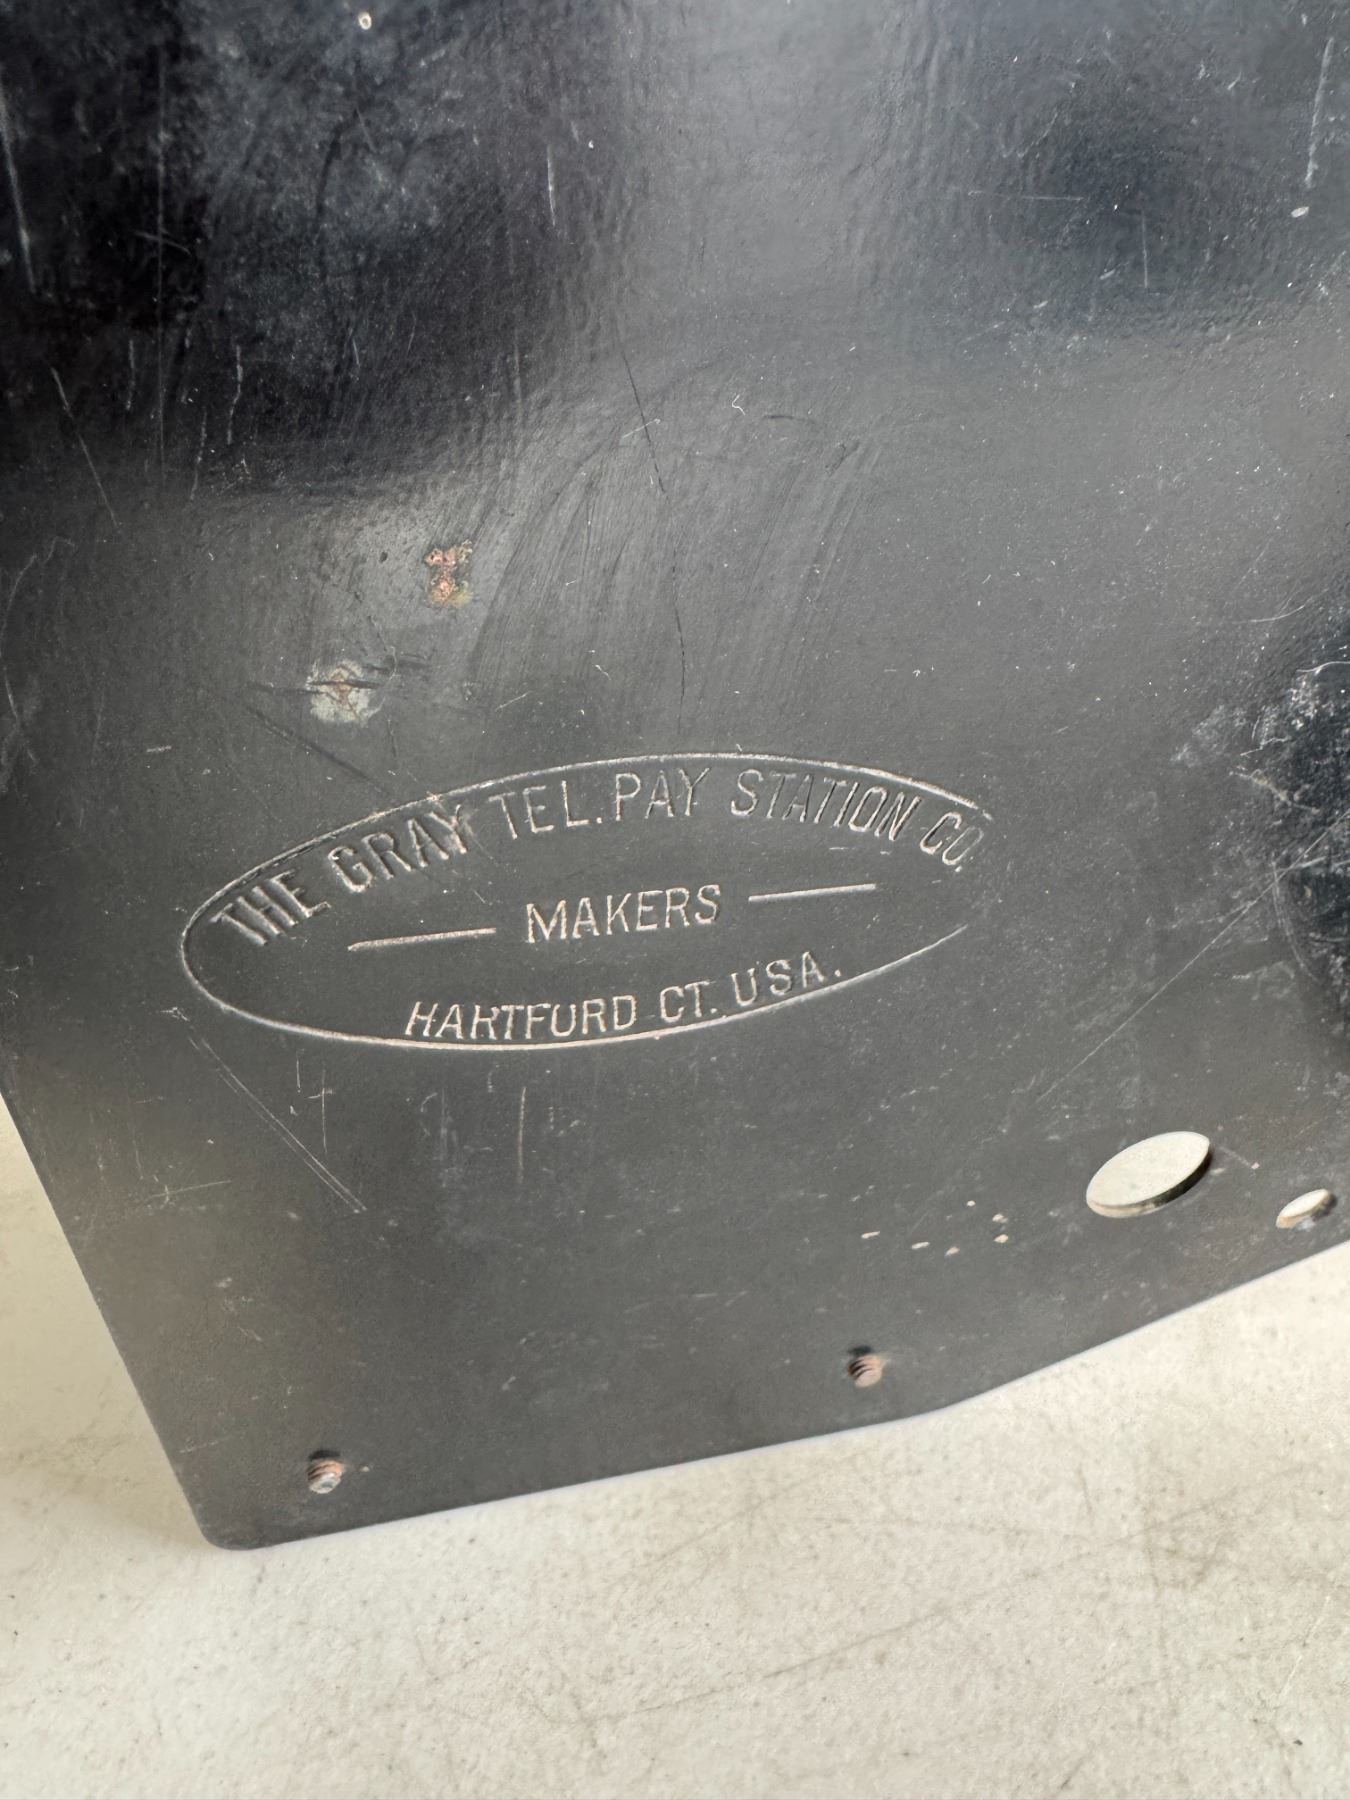 THE GRAY TEL. PAY STATION CO.
MAKERS
HARTFORD CT. USA.